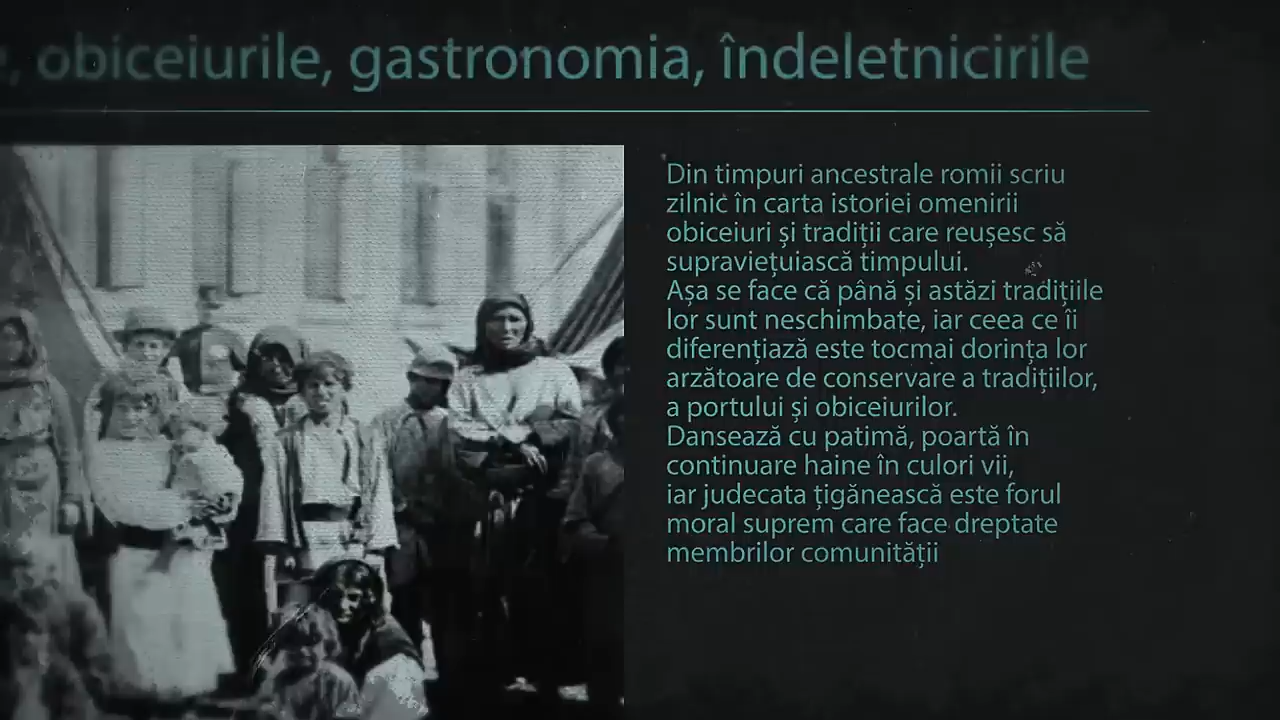 obiceiurile, gastronomia, îndeletnicirile
Din timpuri ancestrale romii scriu
zilnic în carta istoriei omenirii
obiceiuri și tradiții care reușesc să
supraviețuiască timpului.
Așa se face că până și astăzi tradițiile
lor sunt neschimbate, iar ceea ce îi
diferențiază este tocmai dorința lor
arzătoare de conservare a tradițiilor,
a portului și obiceiurilor.
Dansează cu patimă, poartă în
continuare haine în culori vii,
iar judecata țigănească este forul
moral suprem care face dreptate
membrilor comunității